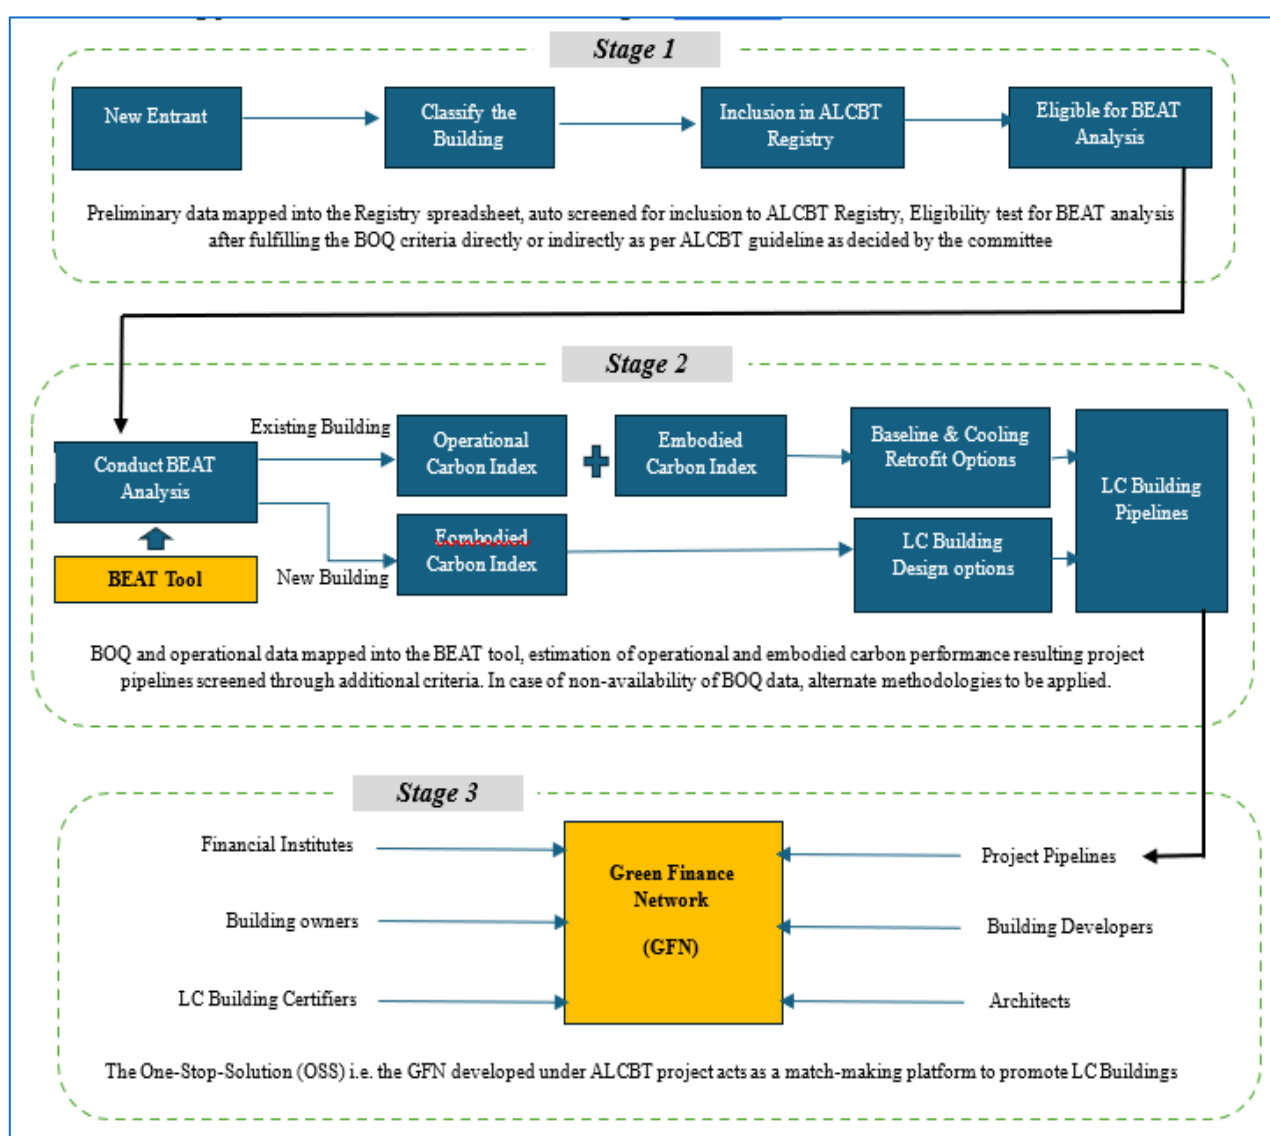 Stage 1
New Entrant
Classify the
Building
Inclusion in ALCBT
Registry
Eligible for BEAT
Analysis
Preliminary data mapped into the Registry spreadsheet, auto screened for inclusion to ALCBT Registry, Eligibility test for BEAT analysis
after fulfilling the BOQ criteria directly or indirectly as per ALCBT guideline as decided by the committee
Stage 2
Conduct BEAT
Analysis
BEAT Tool
Existing Building
New Building
Operational
Carbon Index
Embodied
Carbon Index
Eombodied
Carbon Index
Baseline & Cooling
Retrofit Options
LC Building
Design options
LC Building
Pipelines
BOQ and operational data mapped into the BEAT tool, estimation of operational and embodied carbon performance resulting project
pipelines screened through additional criteria. In case of non-availability of BOQ data, alternate methodologies to be applied.
Stage 3
Financial Institutes
Building owners
LC Building Certifiers
Green Finance
Network
(GFN)
Project Pipelines
Building Developers
Architects
The One-Stop-Solution (OSS) i.e. the GFN developed under ALCBT project acts as a match-making platform to promote LC Buildings